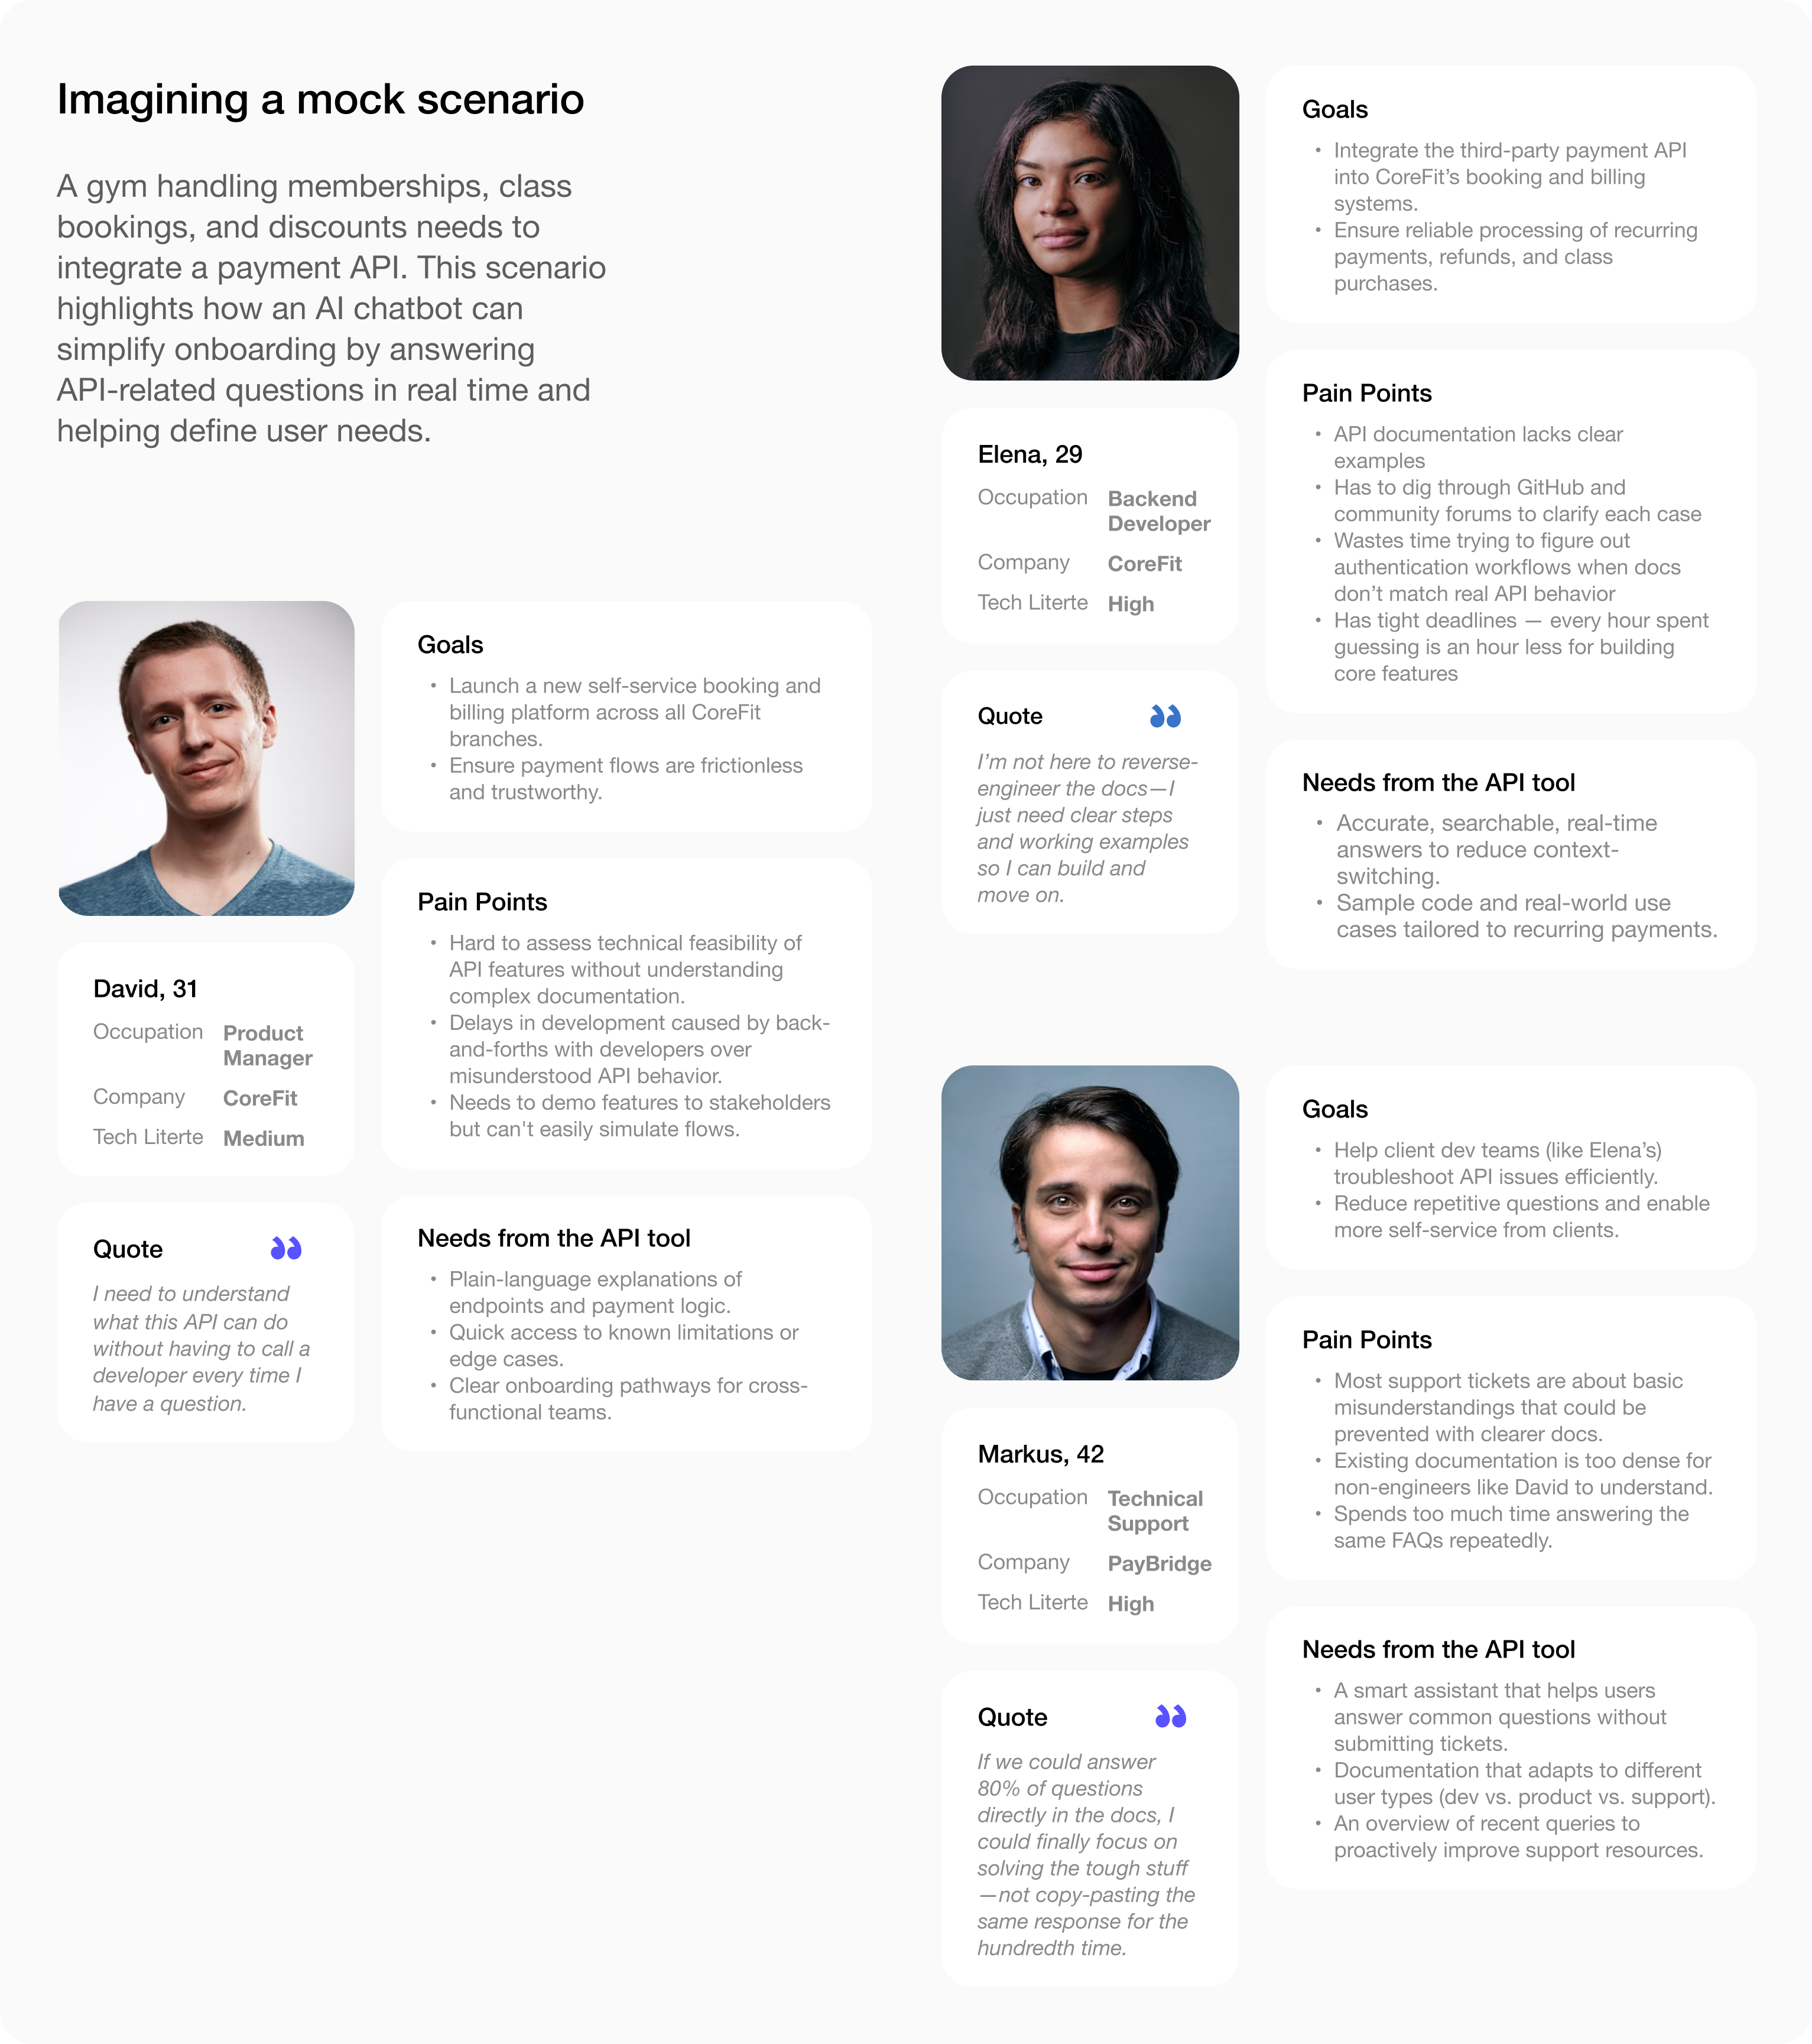 Imagining a mock scenario
A gym handling memberships, class
bookings, and discounts needs to
integrate a payment API. This scenario
highlights how an AI chatbot can
simplify onboarding by answering
API-related questions in real time and
helping define user needs.
David, 31
Occupation Product
Manager
Company CoreFit
Tech Literte Medium
Quote
I need to understand
what this API can do
without having to call a
developer every time I
have a question.
Goals
• Launch a new self-service booking and
billing platform across all CoreFit
branches.
• Ensure payment flows are frictionless
and trustworthy.
Pain Points
• Hard to assess technical feasibility of
API features without understanding
complex documentation.
• Delays in development caused by back-
and-forths with developers over
misunderstood API behavior.
• Needs to demo features to stakeholders
but can't easily simulate flows.
Needs from the API tool
• Plain-language explanations of
endpoints and payment logic.
• Quick access to known limitations or
edge cases.
• Clear onboarding pathways for cross-
functional teams.
Elena, 29
Occupation Backend
Developer
Company CoreFit
Tech Literte High
Quote
I’m not here to reverse-
engineer the docs—I
just need clear steps
and working examples
so I can build and
move on.
Goals
• Integrate the third-party payment API
into CoreFit’s booking and billing
systems.
• Ensure reliable processing of recurring
payments, refunds, and class
purchases.
Pain Points
• API documentation lacks clear
examples
• Has to dig through GitHub and
community forums to clarify each case
• Wastes time trying to figure out
authentication workflows when docs
don’t match real API behavior
• Has tight deadlines — every hour spent
guessing is an hour less for building
core features
Needs from the API tool
• Accurate, searchable, real-time
answers to reduce context-
switching.
• Sample code and real-world use
cases tailored to recurring payments.
Markus, 42
Occupation Technical
Support
Company PayBridge
Tech Literte High
Quote
If we could answer
80% of questions
directly in the docs, I
could finally focus on
solving the tough stuff
—not copy-pasting the
same response for the
hundredth time.
Goals
• Help client dev teams (like Elena’s)
troubleshoot API issues efficiently.
• Reduce repetitive questions and enable
more self-service from clients.
Pain Points
• Most support tickets are about basic
misunderstandings that could be
prevented with clearer docs.
• Existing documentation is too dense for
non-engineers like David to understand.
• Spends too much time answering the
same FAQs repeatedly.
Needs from the API tool
• A smart assistant that helps users
answer common questions without
submitting tickets.
• Documentation that adapts to different
user types (dev vs. product vs. support).
• An overview of recent queries to
proactively improve support resources.